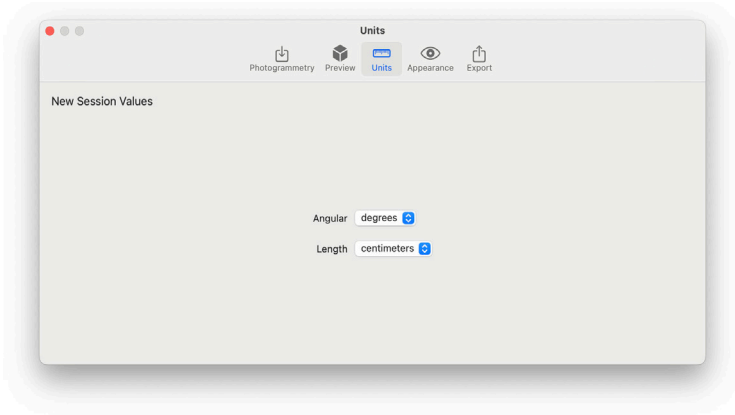 Units
Photogrammetry Preview Units Appearance Export
New Session Values
Angular degrees
Length centimeters